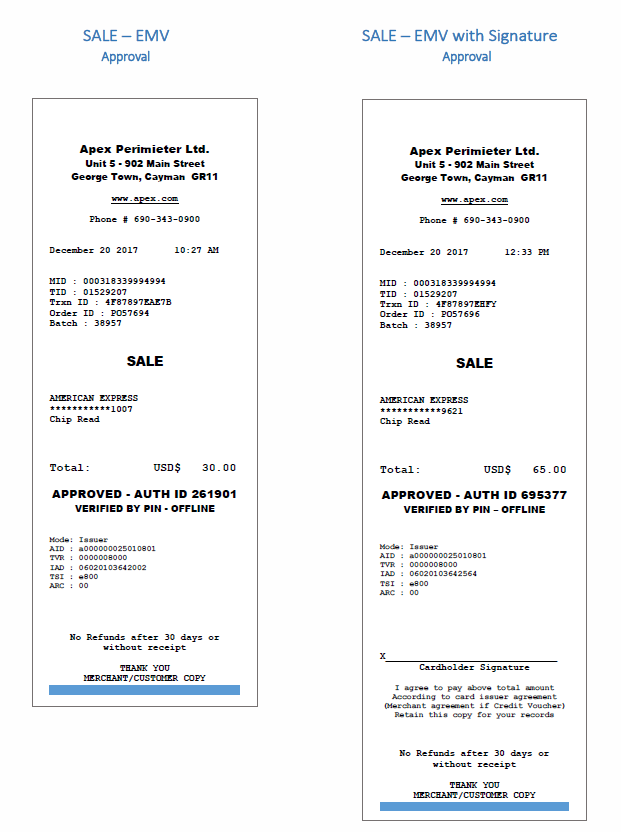 SALE – EMV
Approval
Apex Perimieter Ltd.
Unit 5 - 902 Main Street
George Town, Cayman  GR11
www.apex.com
Phone # 690-343-0900
December 20 2017 10:27 AM
MID : 000318339994994
TID : 01529207
Trxn ID : 4F87897EAE7B
Order ID : PO57694
Batch : 38957
SALE
AMERICAN EXPRESS
***********1007
Chip Read
Total: USD$ 30.00
APPROVED - AUTH ID 261901
VERIFIED BY PIN - OFFLINE
Mode: Issuer
AID : a000000025010801
TVR : 0000008000
IAD : 06020103642002
TSI : e800
ARC : 00
No Refunds after 30 days or
without receipt
THANK YOU
MERCHANT/CUSTOMER COPY
SALE – EMV with Signature
Approval
Apex Perimieter Ltd.
Unit 5 - 902 Main Street
George Town, Cayman  GR11
www.apex.com
Phone # 690-343-0900
December 20 2017 12:33 PM
MID : 000318339994994
TID : 01529207
Trxn ID : 4F87897EHFY
Order ID : PO57696
Batch : 38957
SALE
AMERICAN EXPRESS
***********9621
Chip Read
Total: USD$ 65.00
APPROVED - AUTH ID 695377
VERIFIED BY PIN – OFFLINE
Mode: Issuer
AID : a000000025010801
TVR : 0000008000
IAD : 06020103642564
TSI : e800
ARC : 00
X
Cardholder Signature
I agree to pay above total amount
According to card issuer agreement
(Merchant agreement if Credit Voucher)
Retain this copy for your records
No Refunds after 30 days or
without receipt
THANK YOU
MERCHANT/CUSTOMER COPY